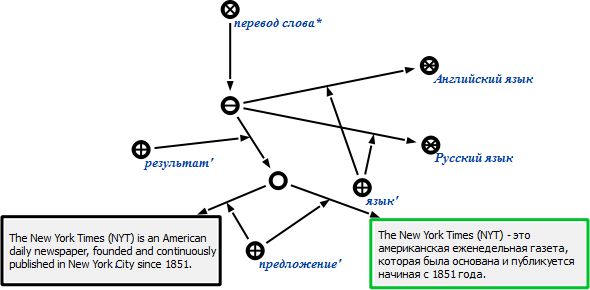 перевод слова*
Английский язык
Русский язык
результат'
язык'
The New York Times (NYT) is an American
daily newspaper, founded and continuously
published in New York City since 1851.
предложение'
The New York Times (NYT) - это
американская еженедельная газета,
которая была основана и публикуется
начиная с 1851 года.